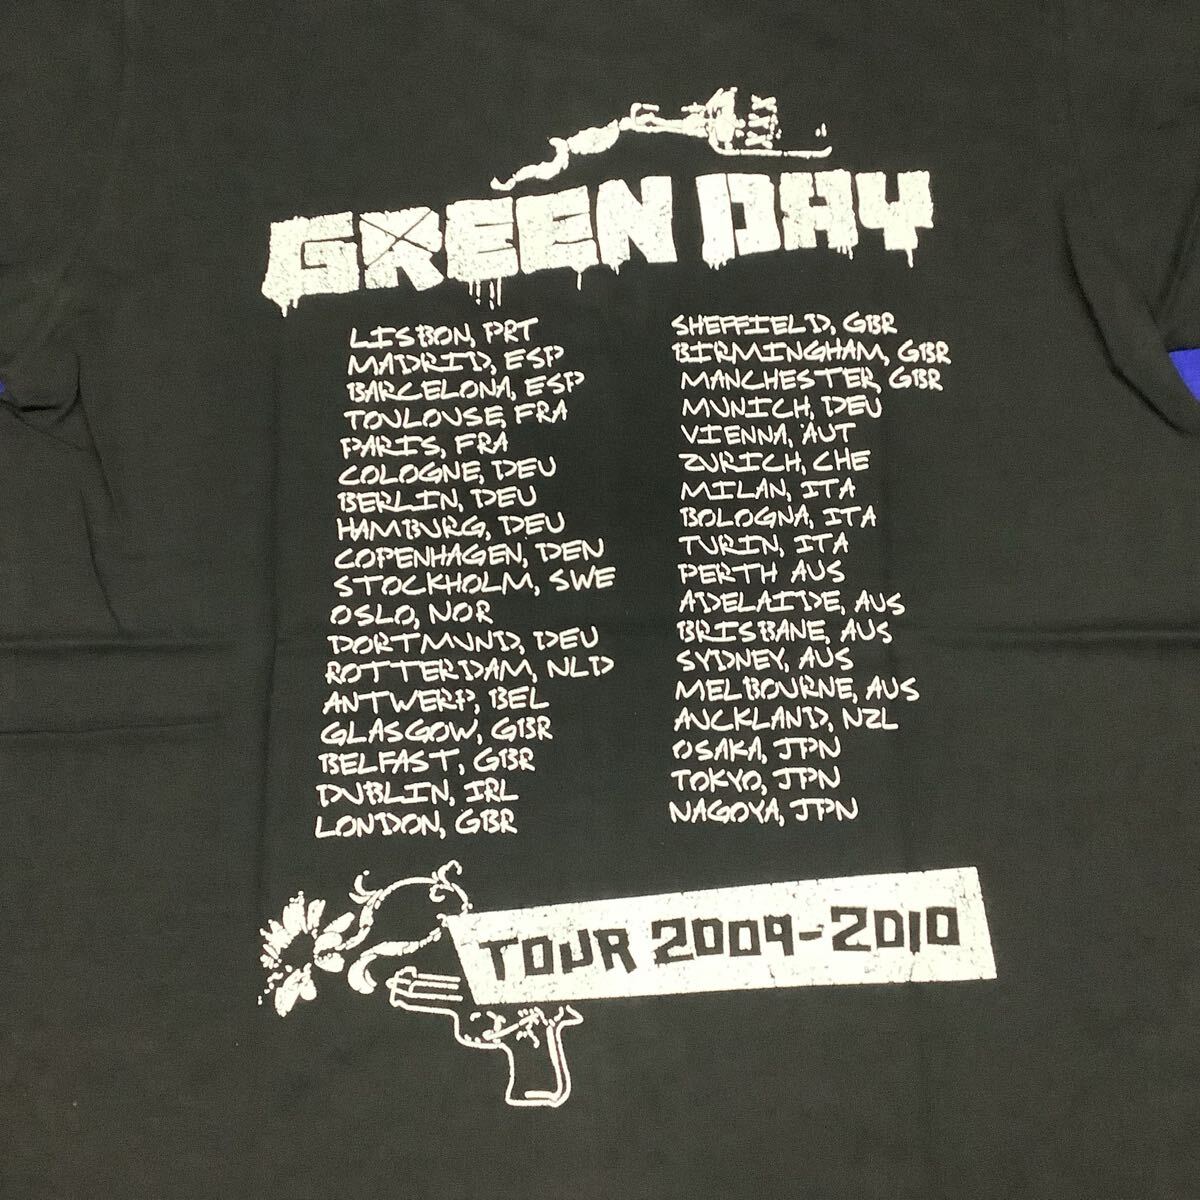 XXX
GREEN DAY
LISBON, PRT
MADRID, ESP
BARCELONA, ESP
TOULOUSE, FRA
PARIS, FRA
COLOGNE, DEU
BERLIN, DEU
HAMBURG, DEU
COPENHAGEN, DEN
STOCKHOLM, SWE
OSLO, NOR
DORTMUND, DEU
ROTTERDAM, NLD
ANTWERP, BEL
GLASGOW, GBR
BELFAST, GBR
DUBLIN, IRL
LONDON, GBR
SHEFFIELD, GBR
BIRMINGHAM, GBR
MANCHESTER, GBR
MUNICH, DEU
VIENNA, AUT
ZURICH, CHE
MILAN, ITA
BOLOGNA, ITA
TURIN, ITA
PERTH AUS
ADELAIDE, AUS
BRISBANE, AUS
SYDNEY, AUS
MELBOURNE, AUS
AUCKLAND, NZL
OSAKA, JPN
TOKYO, JPN
NAGOYA, JPN
TOUR 2009-2010